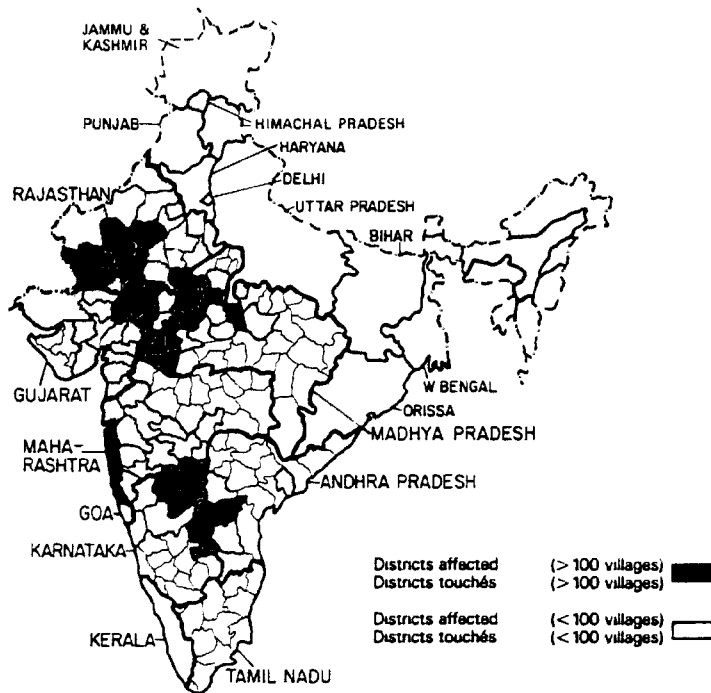 JAMMU &
KASHMIR
PUNJAB
HIMACHAL PRADESH
HARYANA
DELHI
RAJASTHAN
UTTAR PRADESH
BIHAR
GUJARAT
W BENGAL
ORISSA
MADHYA PRADESH
MAHA-
RASHTRA
ANDHRA PRADESH
GOA
KARNATAKA
KERALA
TAMIL NADU
Districts affected (> 100 villages)
Districts touchés (> 100 villages)
Districts affected (< 100 villages)
Districts touchés (< 100 villages)